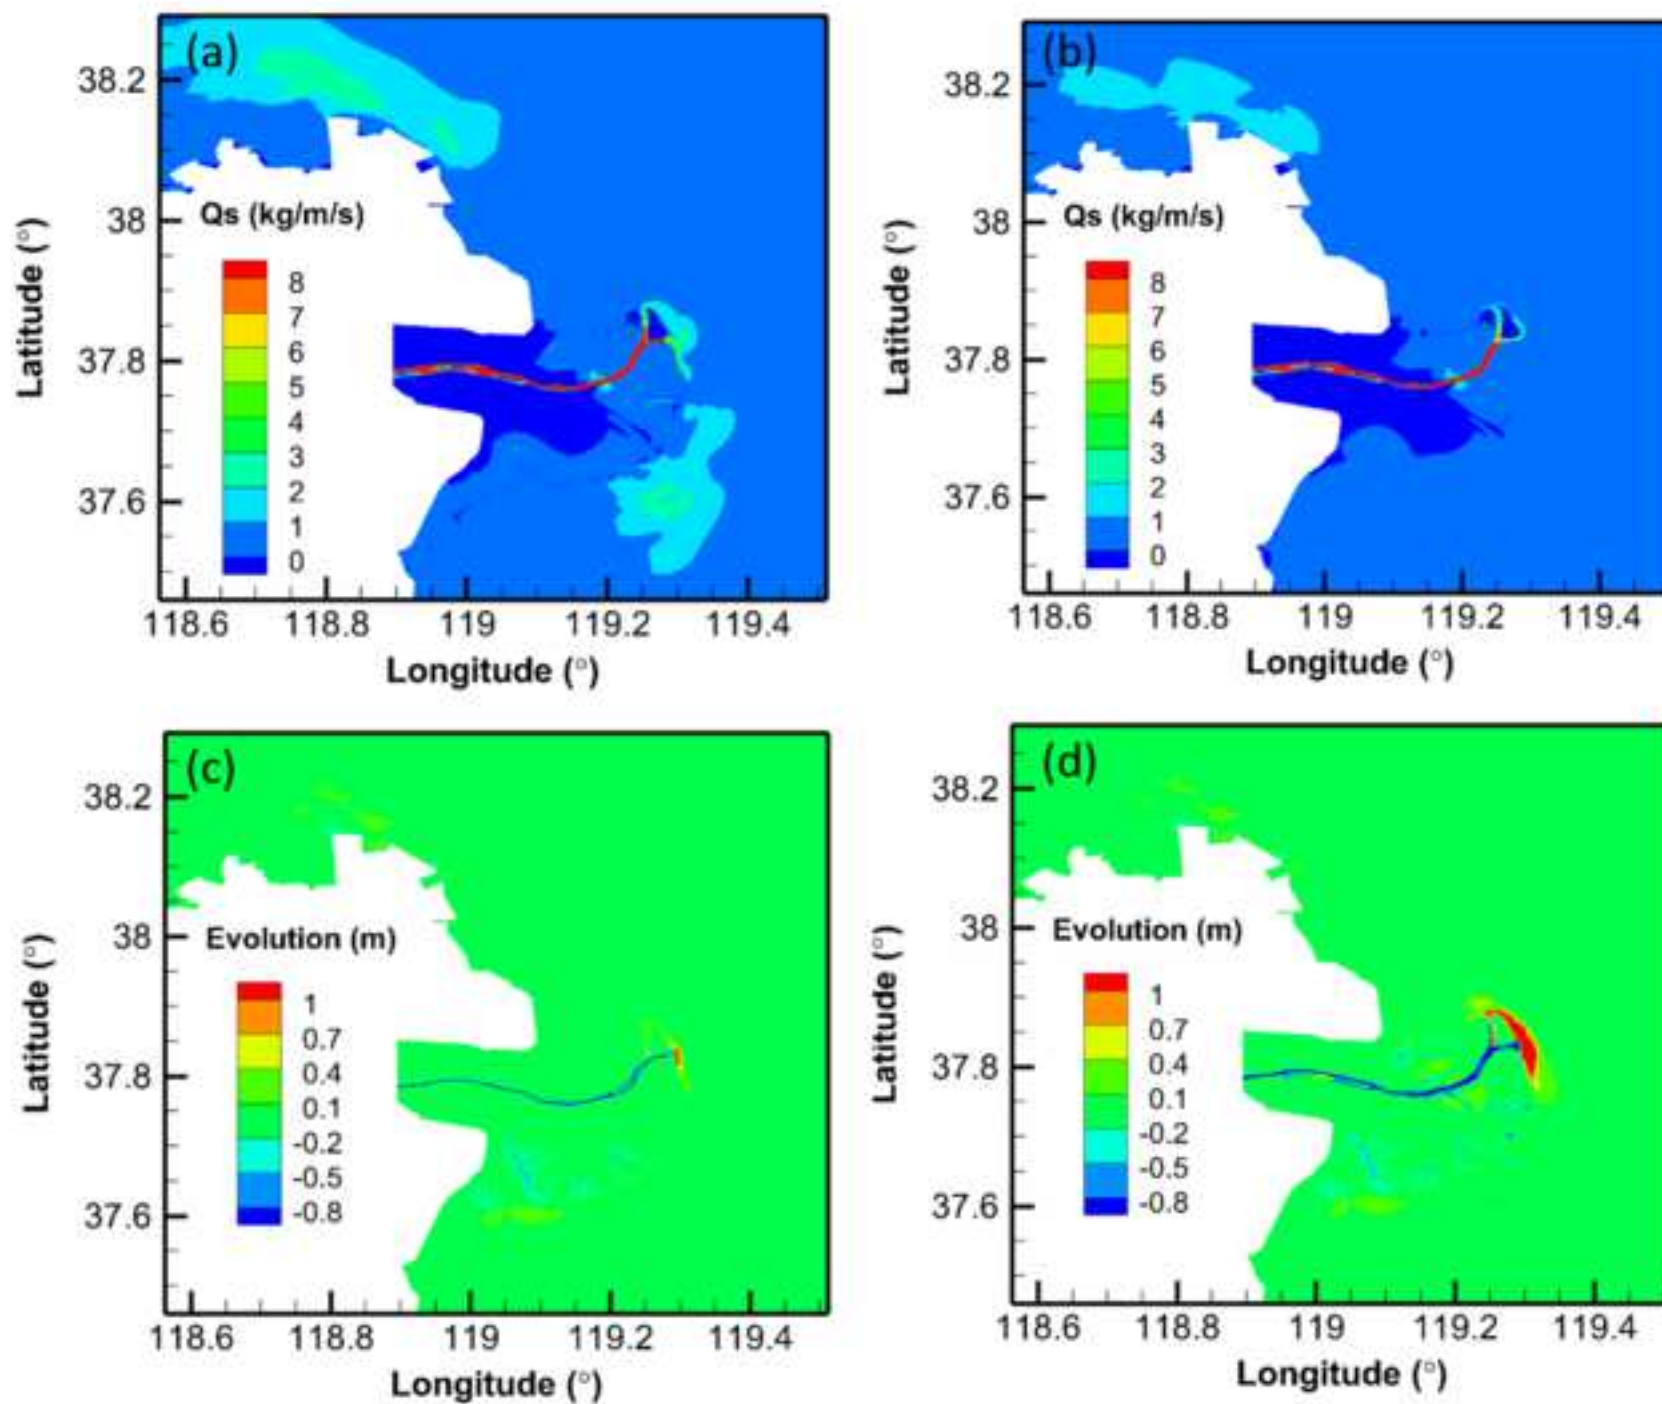 (a)
38.2
38
37.8
37.6
Latitude (°)
Qs (kg/m/s)
8
7
6
5
4
3
2
1
0
118.6 118.8 119 119.2 119.4
Longitude (°)
(b)
38.2
38
37.8
37.6
Latitude (°)
Qs (kg/m/s)
8
7
6
5
4
3
2
1
0
118.6 118.8 119 119.2 119.4
Longitude (°)
(c)
38.2
38
37.8
37.6
Latitude (°)
Evolution (m)
1
0.7
0.4
0.1
-0.2
-0.5
-0.8
118.6 118.8 119 119.2 119.4
Longitude (°)
(d)
38.2
38
37.8
37.6
Latitude (°)
Evolution (m)
1
0.7
0.4
0.1
-0.2
-0.5
-0.8
118.6 118.8 119 119.2 119.4
Longitude (°)